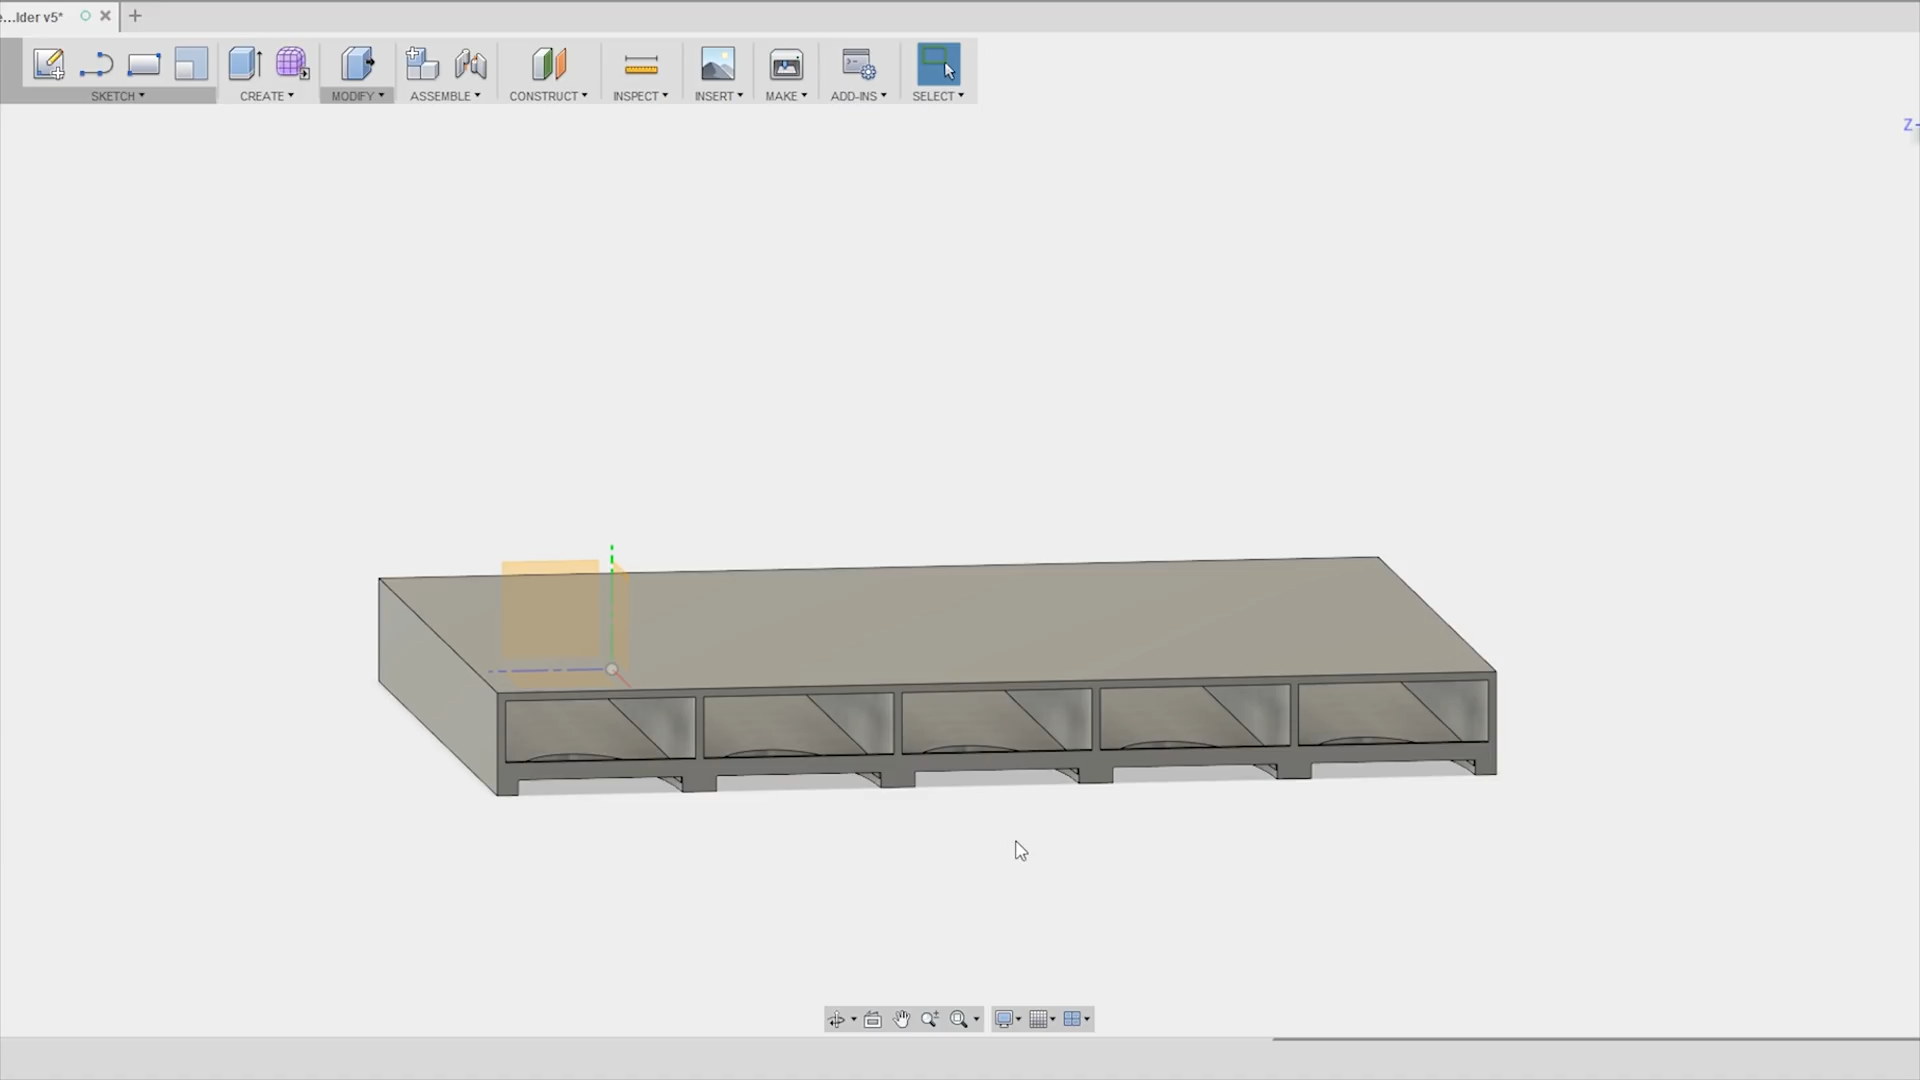 e...lder v5*
SKETCH CREATE MODIFY ASSEMBLE CONSTRUCT INSPECT INSERT MAKE ADD-INS SELECT
Z